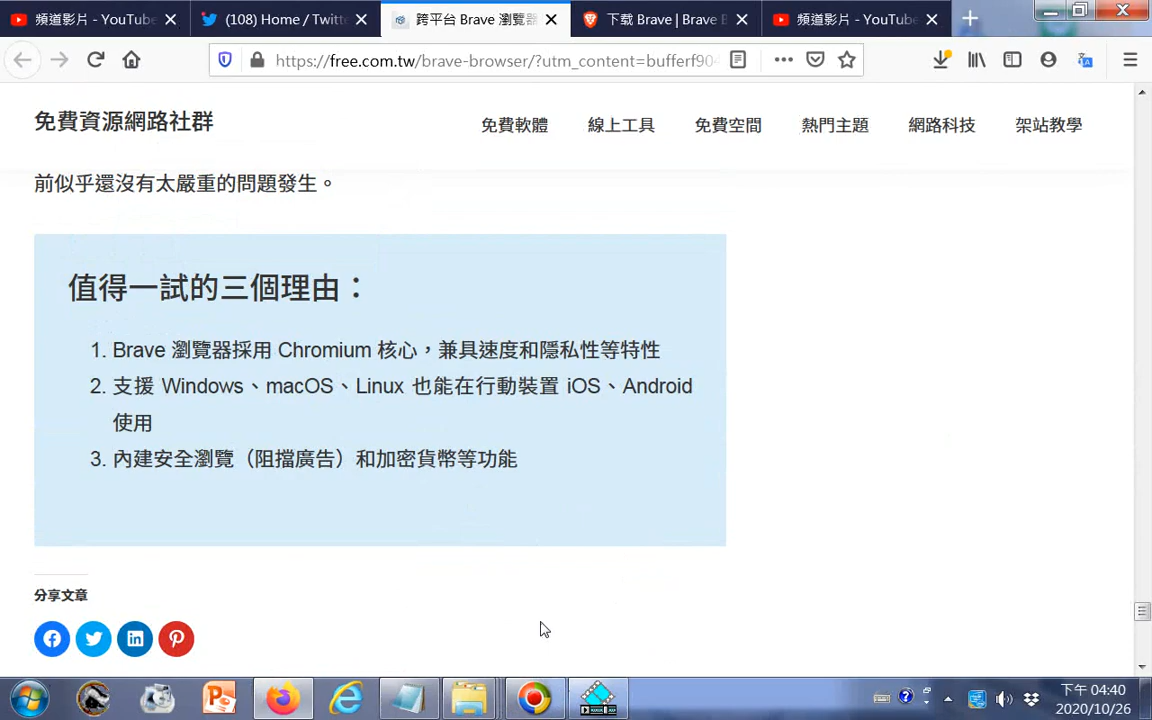 頻道影片 - YouTube
(108) Home / Twitte
跨平台 Brave 瀏覽器
下載 Brave | Brave B
頻道影片 - YouTube
https://free.com.tw/brave-browser/?utm_content=bufferf904
免費資源網路社群
免費軟體
線上工具
免費空間
熱門主題
網路科技
架站教學
前似乎還沒有太嚴重的問題發生。
值得一試的三個理由：
1. Brave 瀏覽器採用 Chromium 核心，兼具速度和隱私性等特性
2. 支援 Windows、macOS、Linux 也能在行動裝置 iOS、Android
使用
3. 內建安全瀏覽（阻擋廣告）和加密貨幣等功能
分享文章
下午 04:40
2020/10/26